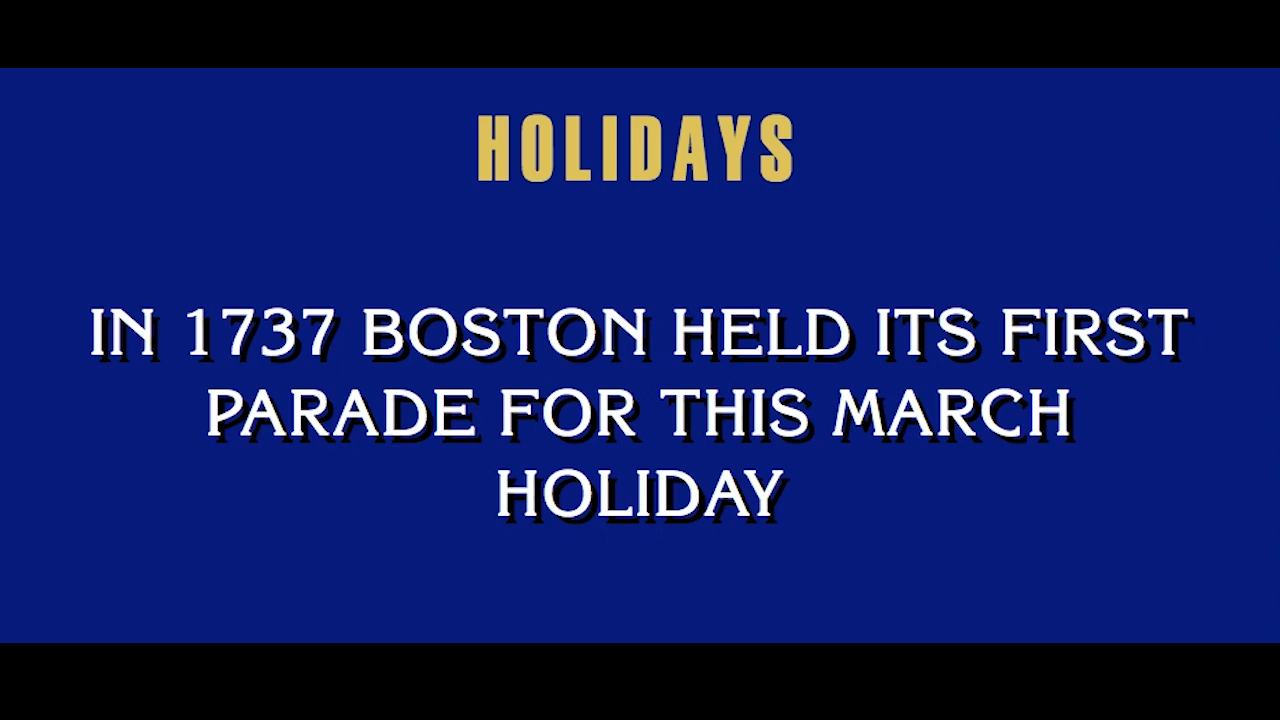 HOLIDAYS
IN 1737 BOSTON HELD ITS FIRST
PARADE FOR THIS MARCH
HOLIDAY